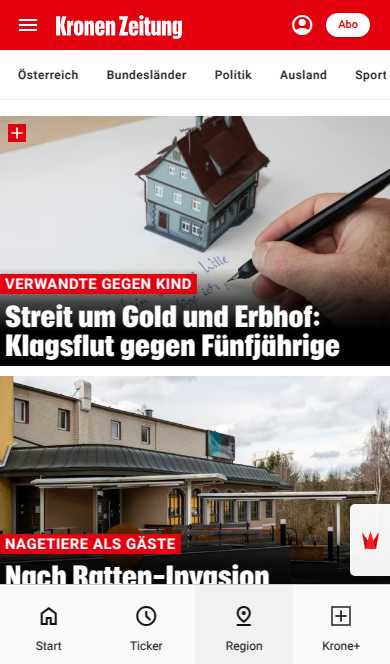 Kronen Zeitung
Abo
Österreich Bundesländer Politik Ausland Sport
VERWANDTE GEGEN KIND
Streit um Gold und Erbhof:
Klagsflut gegen Fünfjährige
NAGETIERE ALS GÄSTE
Nach Ratten-Invasion
Start Ticker Region Krone+